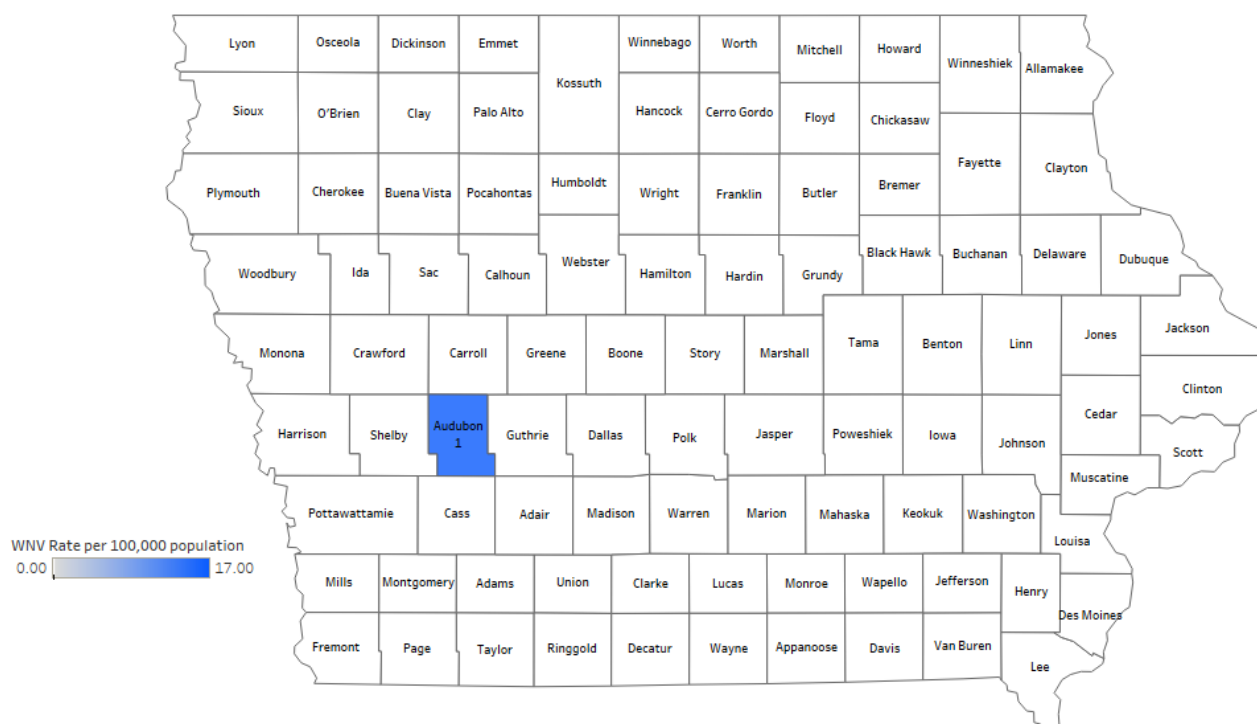 Lyon
Osceola
Dickinson
Emmet
Kossuth
Winnebago
Worth
Mitchell
Howard
Winneshiek
Allamakee
Sioux
O'Brien
Clay
Palo Alto
Hancock
Cerro Gordo
Floyd
Chickasaw
Fayette
Clayton
Plymouth
Cherokee
Buena Vista
Pocahontas
Humboldt
Wright
Franklin
Butler
Bremer
Woodbury
Ida
Sac
Calhoun
Webster
Hamilton
Hardin
Grundy
Black Hawk
Buchanan
Delaware
Dubuque
Monona
Crawford
Carroll
Greene
Boone
Story
Marshall
Tama
Benton
Linn
Jones
Jackson
Clinton
Harrison
Shelby
Audubon
1
Guthrie
Dallas
Polk
Jasper
Poweshiek
Iowa
Johnson
Cedar
Scott
Muscatine
Pottawattamie
Cass
Adair
Madison
Warren
Marion
Mahaska
Keokuk
Washington
Louisa
WNV Rate per 100,000 population
0.00 17.00
Mills
Montgomery
Adams
Union
Clarke
Lucas
Monroe
Wapello
Jefferson
Henry
Des Moines
Fremont
Page
Taylor
Ringgold
Decatur
Wayne
Appanoose
Davis
Van Buren
Lee